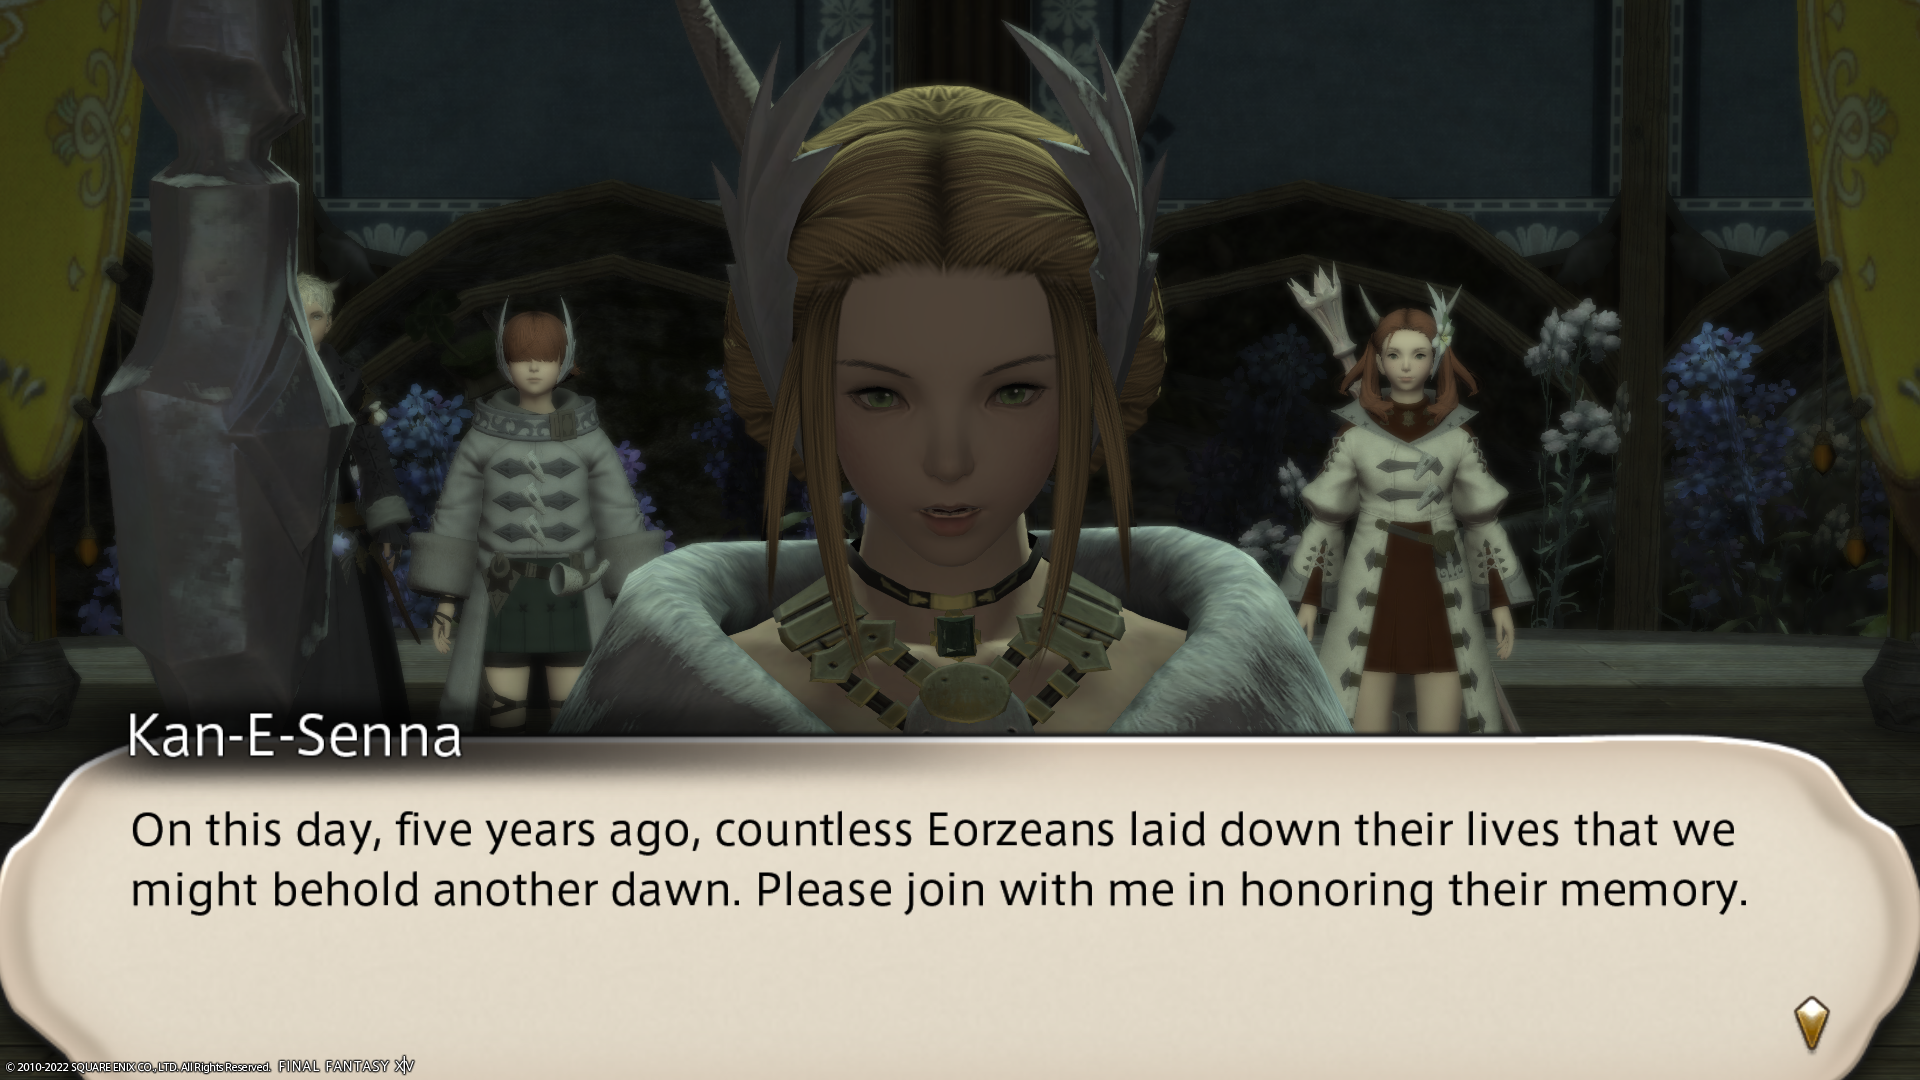 Kan-E-Senna
On this day, five years ago, countless Eorzeans laid down their lives that we
might behold another dawn. Please join with me in honoring their memory.
© 2010-2022 SQUARE ENIX CO., LTD. All Rights Reserved. FINAL FANTASY XIV